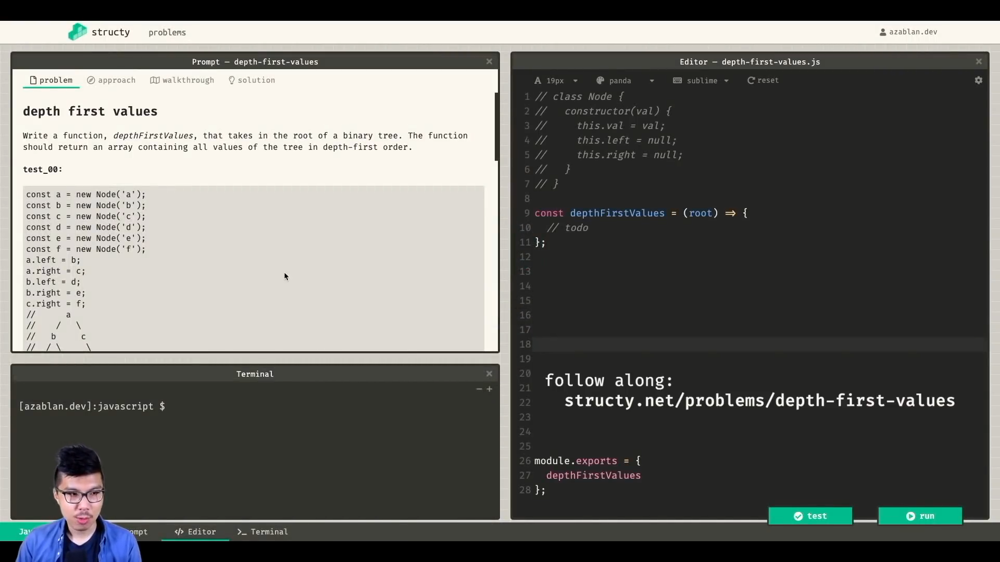 structy problems azablan.dev
Prompt — depth-first-values
problem approach walkthrough solution
depth first values
Write a function, depthFirstValues, that takes in the root of a binary tree. The function
should return an array containing all values of the tree in depth-first order.
test_00:
const a = new Node('a');
const b = new Node('b');
const c = new Node('c');
const d = new Node('d');
const e = new Node('e');
const f = new Node('f');
a.left = b;
a.right = c;
b.left = d;
b.right = e;
c.right = f;
//      a
//    /   \
//   b     c
//  / \     \
Terminal
− +
[azablan.dev]:javascript $
Editor — depth-first-values.js
A 19px panda sublime reset
1 // class Node {
2 //   constructor(val) {
3 //     this.val = val;
4 //     this.left = null;
5 //     this.right = null;
6 //   }
7 // }
8
9 const depthFirstValues = (root) => {
10   // todo
11 };
12
13
14
15
16
17
18
19
20
21
22
23
24
25
follow along:
structy.net/problems/depth-first-values
26 module.exports = {
27   depthFirstValues
28 };
test run
</> Editor >_ Terminal